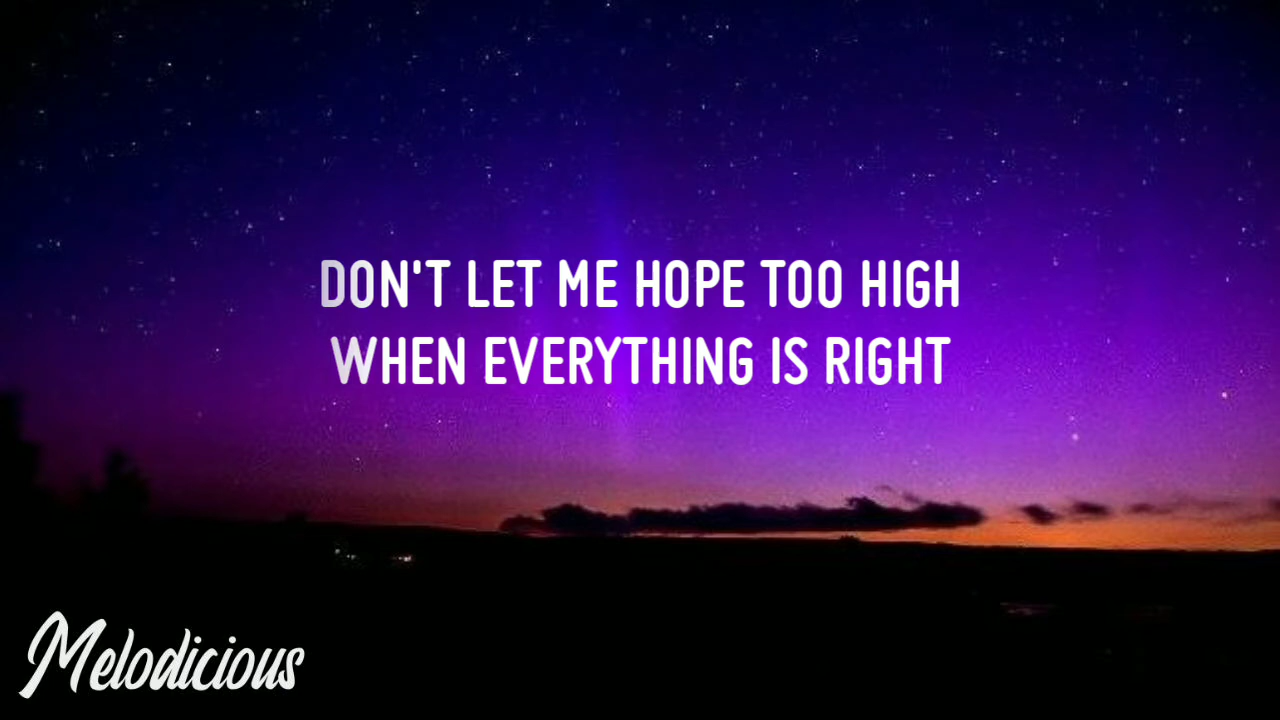 DON'T LET ME HOPE TOO HIGH
WHEN EVERYTHING IS RIGHT
Melodicious